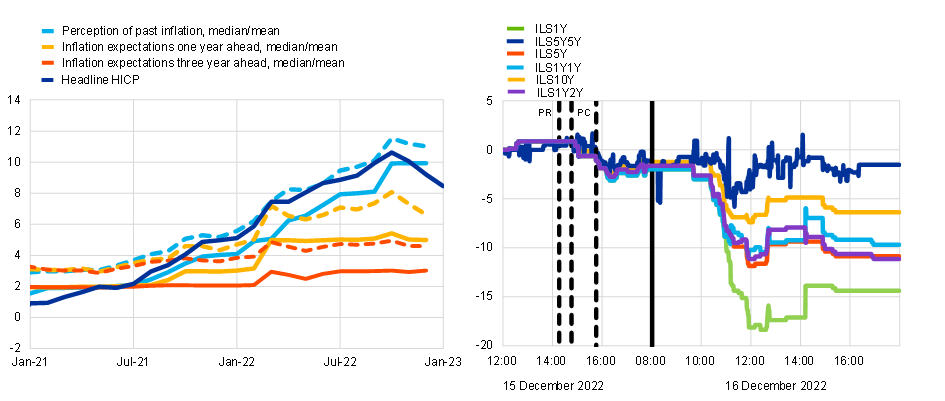 Perception of past inflation, median/mean
Inflation expectations one year ahead, median/mean
Inflation expectations three year ahead, median/mean
Headline HICP
14
12
10
8
6
4
2
0
-2
Jan-21
Jul-21
Jan-22
Jul-22
Jan-23
ILS1Y
ILS5Y5Y
ILS5Y
ILS1Y1Y
ILS10Y
ILS1Y2Y
5
PR
PC
0
-5
-10
-15
-20
12:00
14:00
16:00
08:00
10:00
12:00
14:00
16:00
15 December 2022
16 December 2022